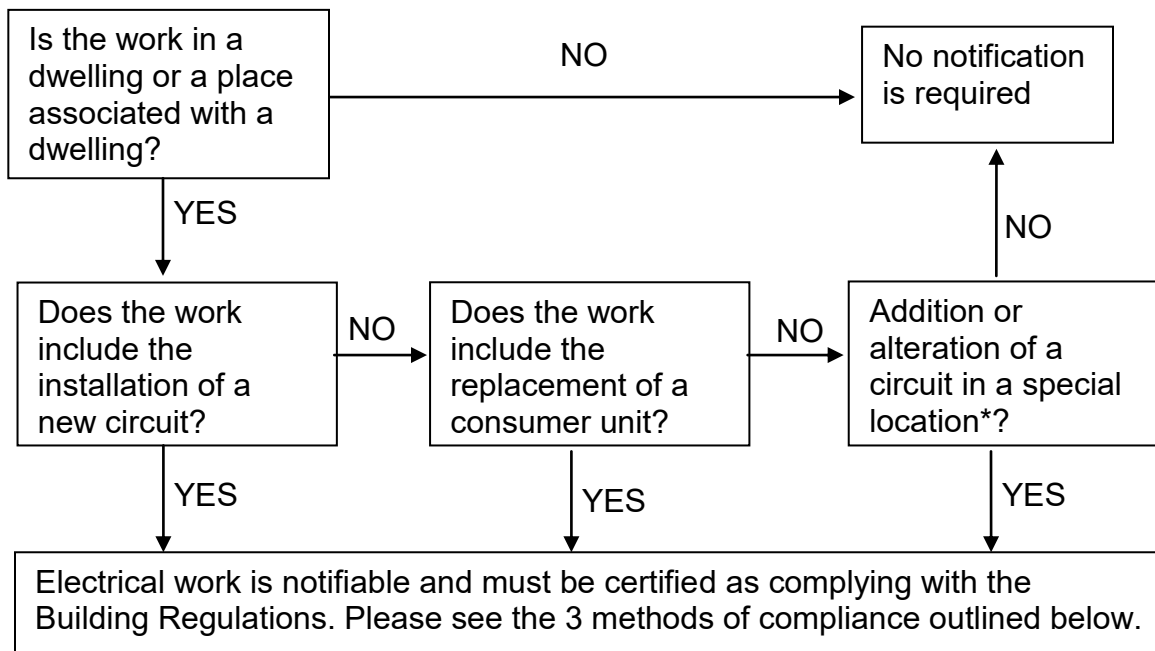 Is the work in a
dwelling or a place
associated with a
dwelling?
NO
No notification
is required
YES
NO
Does the work
include the
installation of a
new circuit?
NO
Does the work
include the
replacement of a
consumer unit?
NO
Addition or
alteration of a
circuit in a special
location*?
YES
YES
YES
Electrical work is notifiable and must be certified as complying with the
Building Regulations. Please see the 3 methods of compliance outlined below.